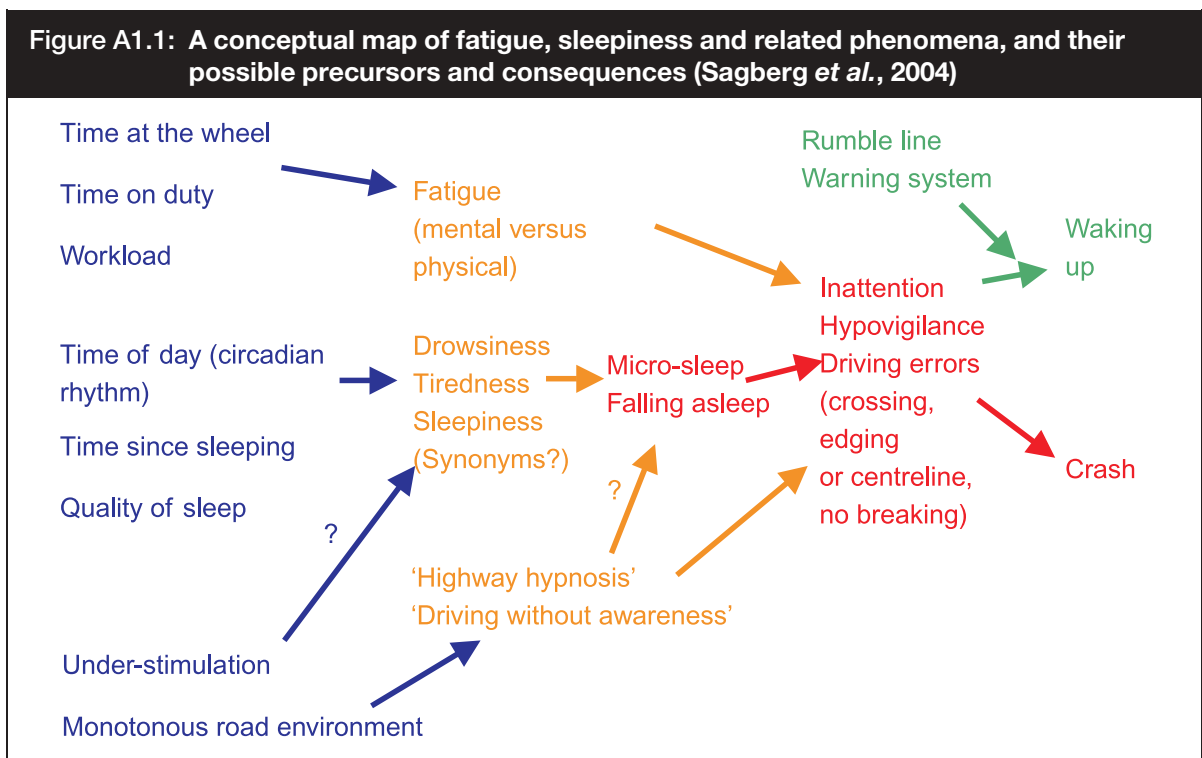 Figure A1.1: A conceptual map of fatigue, sleepiness and related phenomena, and their
possible precursors and consequences (Sagberg et al., 2004)
Time at the wheel
Time on duty
Workload
Fatigue
(mental versus
physical)
Rumble line
Warning system
Waking
up
Time of day (circadian
rhythm)
Time since sleeping
Quality of sleep
?
Drowsiness
Tiredness
Sleepiness
(Synonyms?)
Micro-sleep
Falling asleep
?
Inattention
Hypovigilance
Driving errors
(crossing,
edging
or centreline,
no breaking)
Crash
‘Highway hypnosis’
‘Driving without awareness’
Under-stimulation
Monotonous road environment